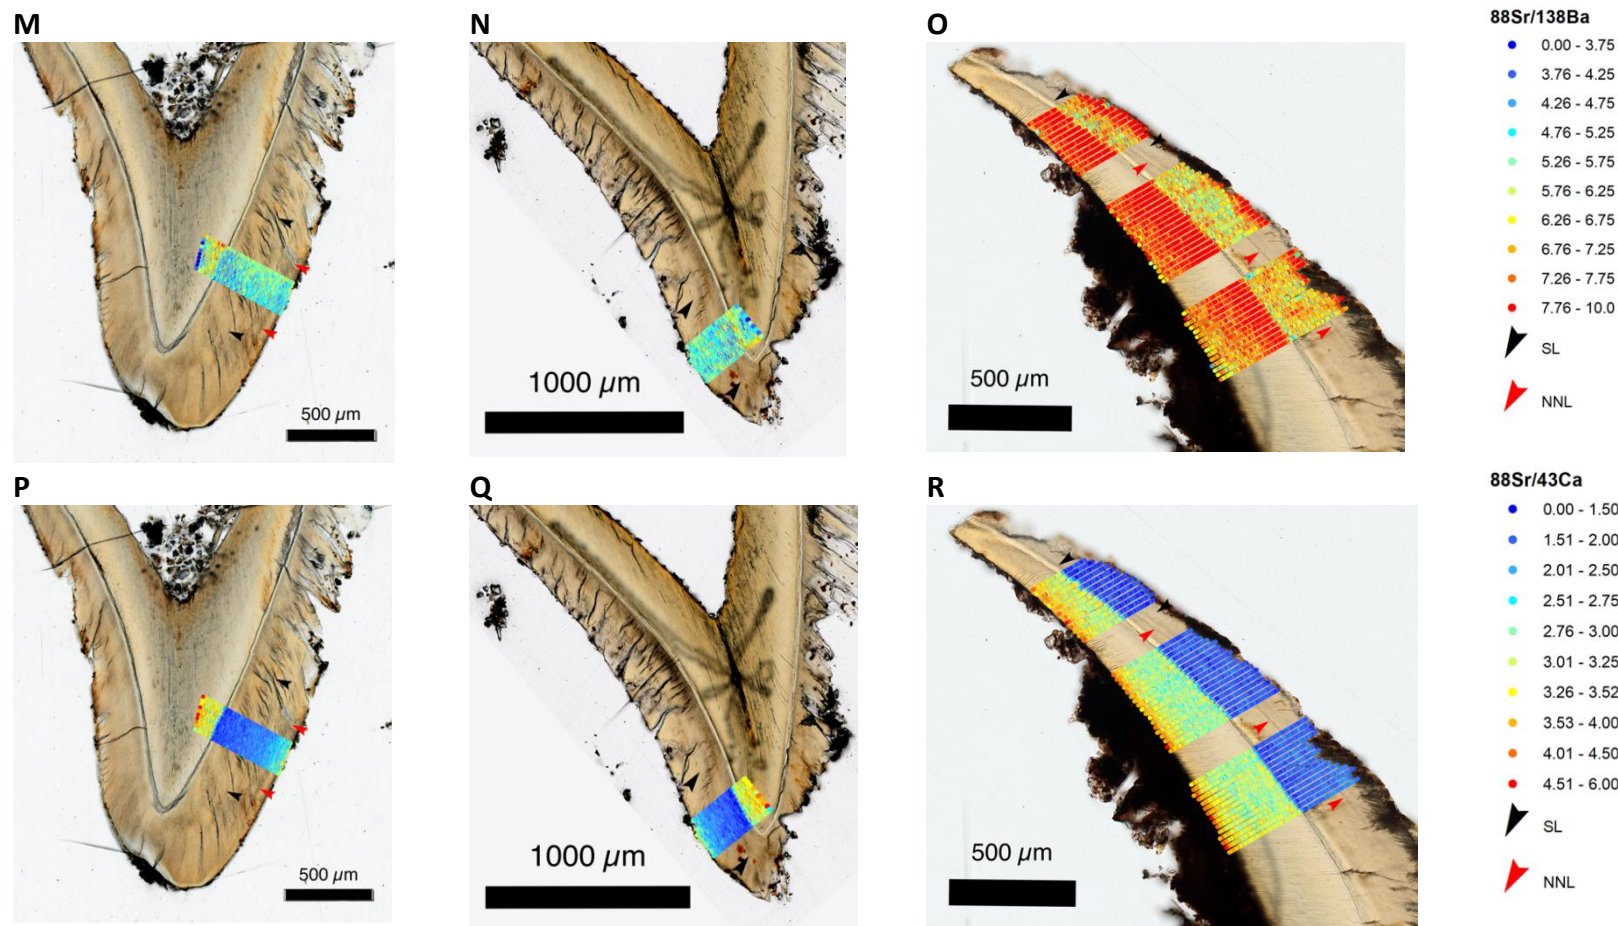 M
N
O
500 µm
1000 µm
500 µm
88Sr/138Ba
0.00 - 3.75
3.76 - 4.25
4.26 - 4.75
4.76 - 5.25
5.26 - 5.75
5.76 - 6.25
6.26 - 6.75
6.76 - 7.25
7.26 - 7.75
7.76 - 10.0
SL
NNL
P
Q
R
500 µm
1000 µm
500 µm
88Sr/43Ca
0.00 - 1.50
1.51 - 2.00
2.01 - 2.50
2.51 - 2.75
2.76 - 3.00
3.01 - 3.25
3.26 - 3.52
3.53 - 4.00
4.01 - 4.50
4.51 - 6.00
SL
NNL